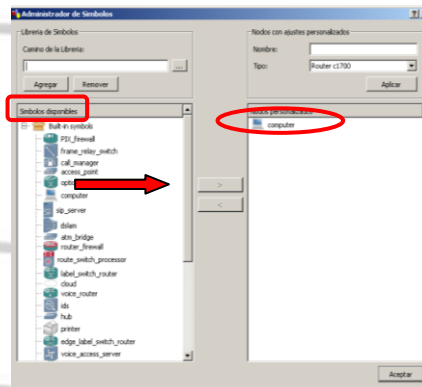 Administrador de Símbolos
Librería de Símbolos
Camino de la Librería:
...
Agregar
Remover
Nodos con ajustes personalizados
Nombre:
Tipo:
Router c1700
Aplicar
Símbolos disponibles
Built-in symbols
PIX_firewall
frame_relay_switch
call_manager
access_point
computer
sip_server
dslam
atm_bridge
router_firewall
route_switch_processor
label_switch_router
cloud
voice_router
ids
hub
printer
edge_label_switch_router
voice_access_server
>
<
Nodos personalizados
computer
Aceptar